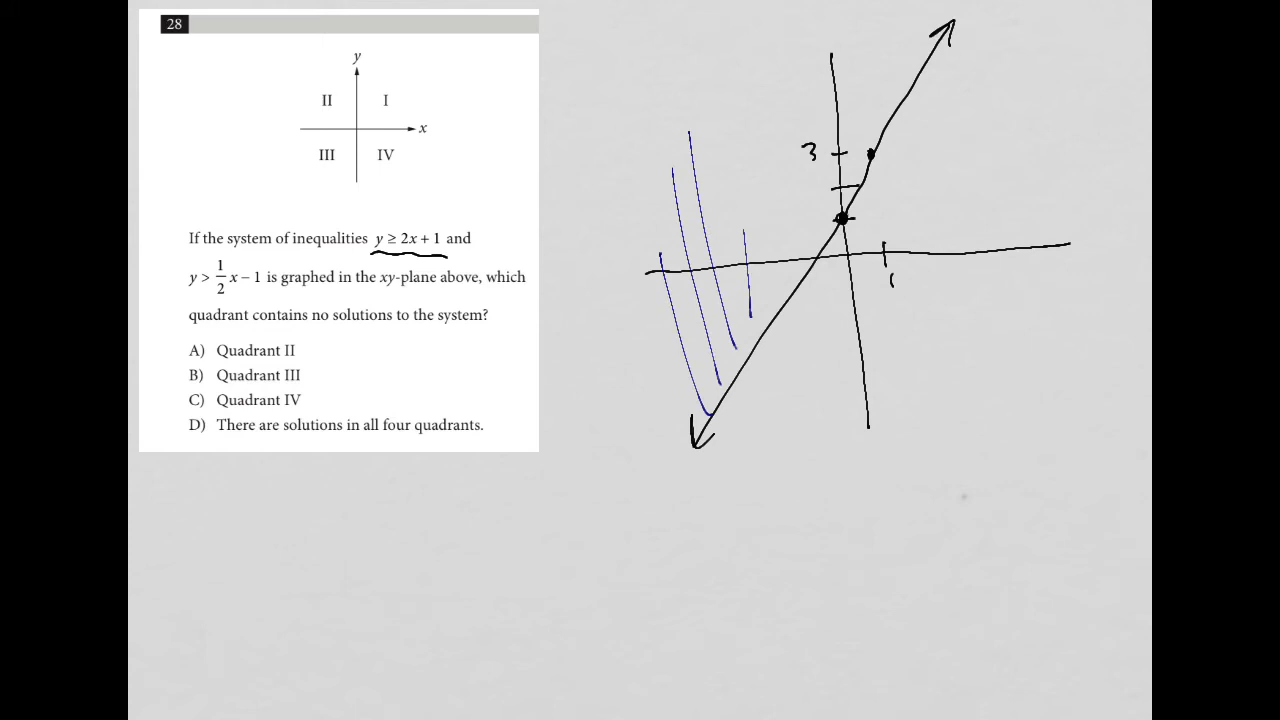 28
y
II
I
x
III
IV
If the system of inequalities y ≥ 2x + 1 and
y > 1/2 x − 1 is graphed in the xy-plane above, which
quadrant contains no solutions to the system?
A) Quadrant II
B) Quadrant III
C) Quadrant IV
D) There are solutions in all four quadrants.
3
1